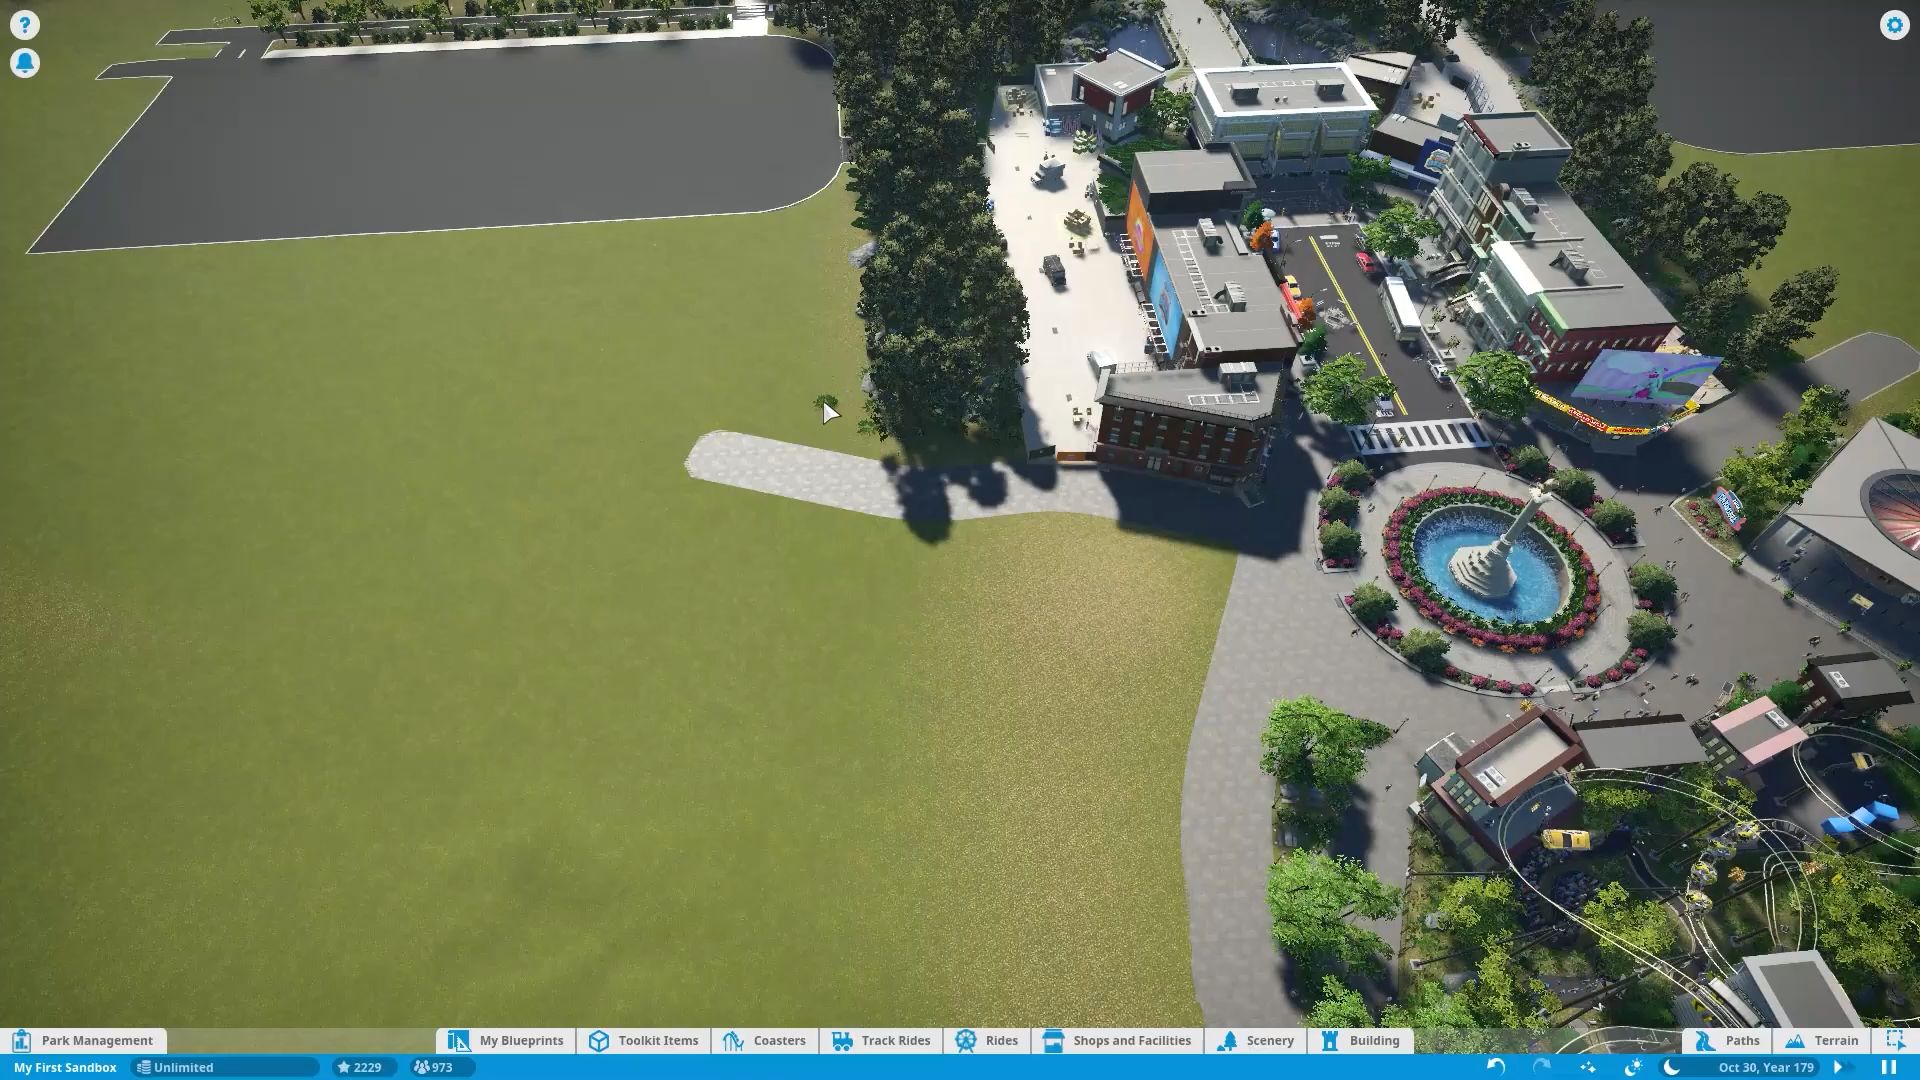 ?
Park Management
My Blueprints
Toolkit Items
Coasters
Track Rides
Rides
Shops and Facilities
Scenery
Building
Paths
Terrain
My First Sandbox
Unlimited
2229
973
Oct 30, Year 179